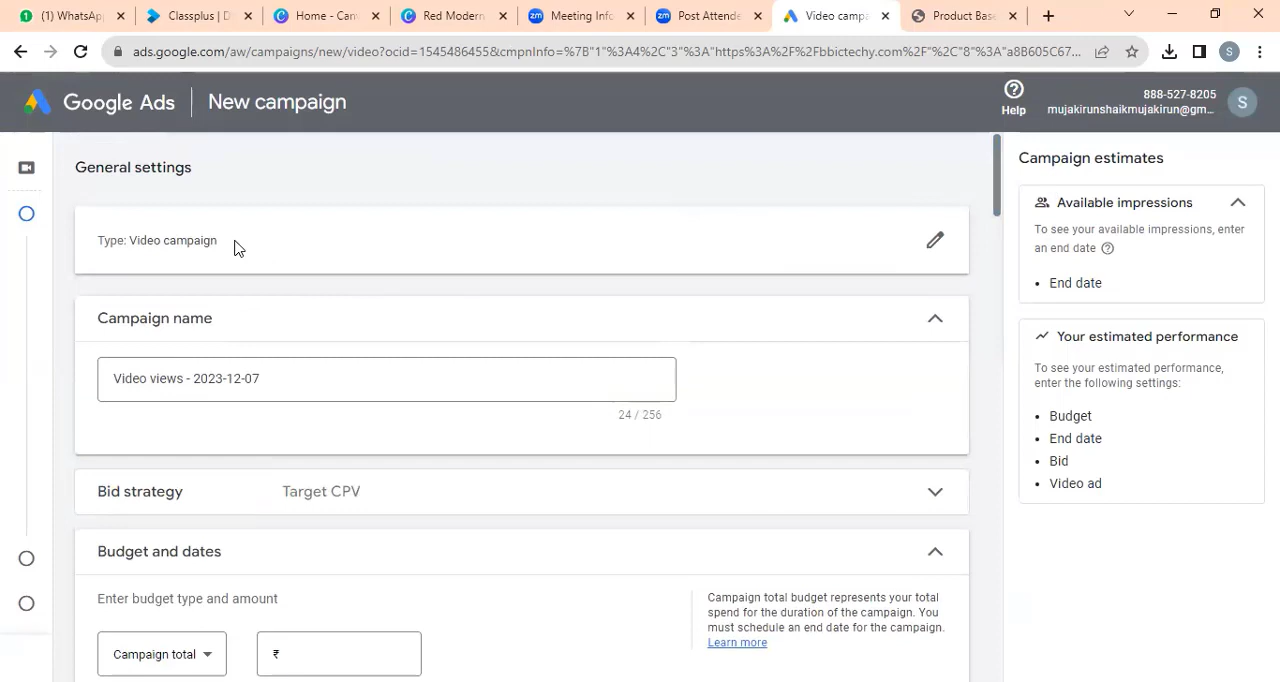 (1) WhatsApp
Classplus | D
Home - Can
Red Modern
Meeting Info
Post Attende
Video campa
Product Base
ads.google.com/aw/campaigns/new/video?ocid=1545486455&cmpnInfo=%7B"1"%3A4%2C"3"%3A"https%3A%2F%2Fbbictechy.com%2F"%2C"8"%3A"a8B605C67...
S
Google Ads
New campaign
Help
888-527-8205
mujakirunshaikmujakirun@gm...
S
General settings
Type: Video campaign
Campaign name
Video views - 2023-12-07
24 / 256
Bid strategy
Target CPV
Budget and dates
Enter budget type and amount
Campaign total
₹
Campaign total budget represents your total
spend for the duration of the campaign. You
must schedule an end date for the campaign.
Learn more
Campaign estimates
Available impressions
To see your available impressions, enter
an end date
• End date
Your estimated performance
To see your estimated performance,
enter the following settings:
• Budget
• End date
• Bid
• Video ad